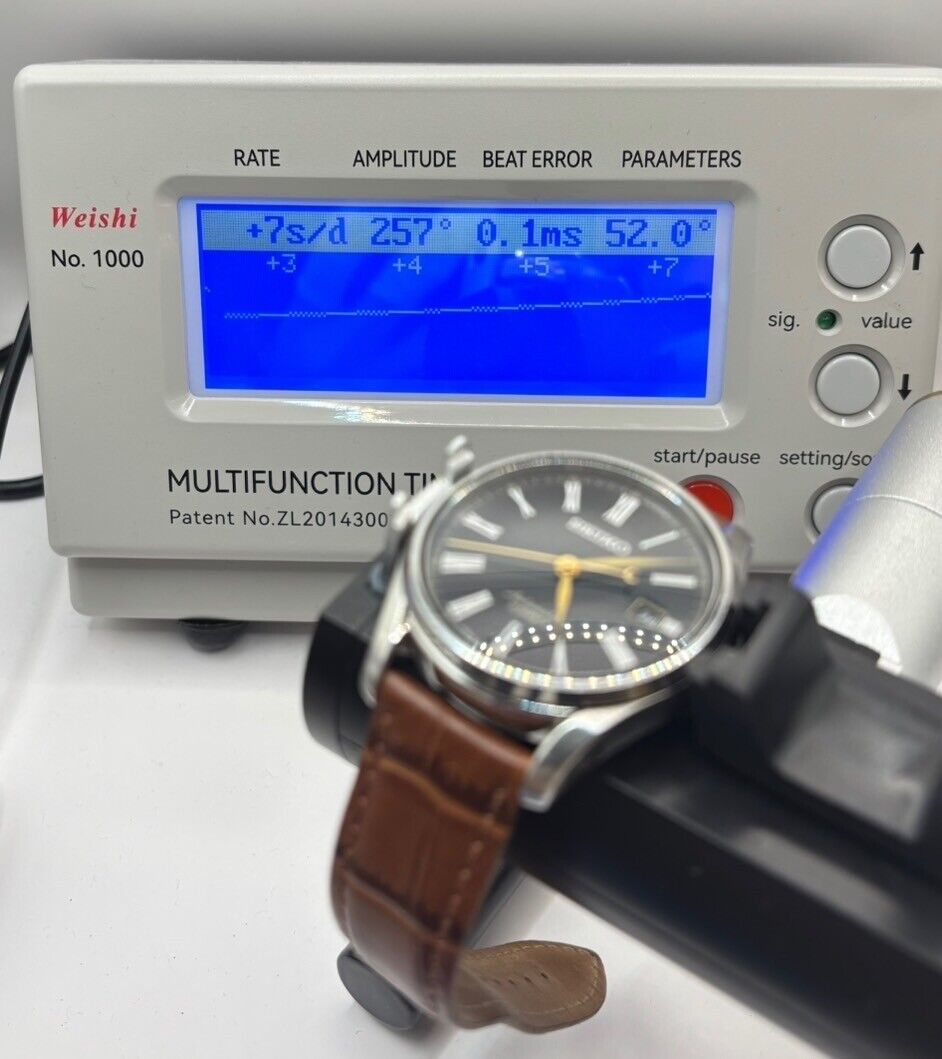 RATE AMPLITUDE BEAT ERROR PARAMETERS
Weishi
No. 1000
+7s/d 257° 0.1ms 52.0°
+3 +4 +5 +7
↑
sig. value
↓
start/pause setting/so
MULTIFUNCTION TI
Patent No.ZL2014300
SEIKO